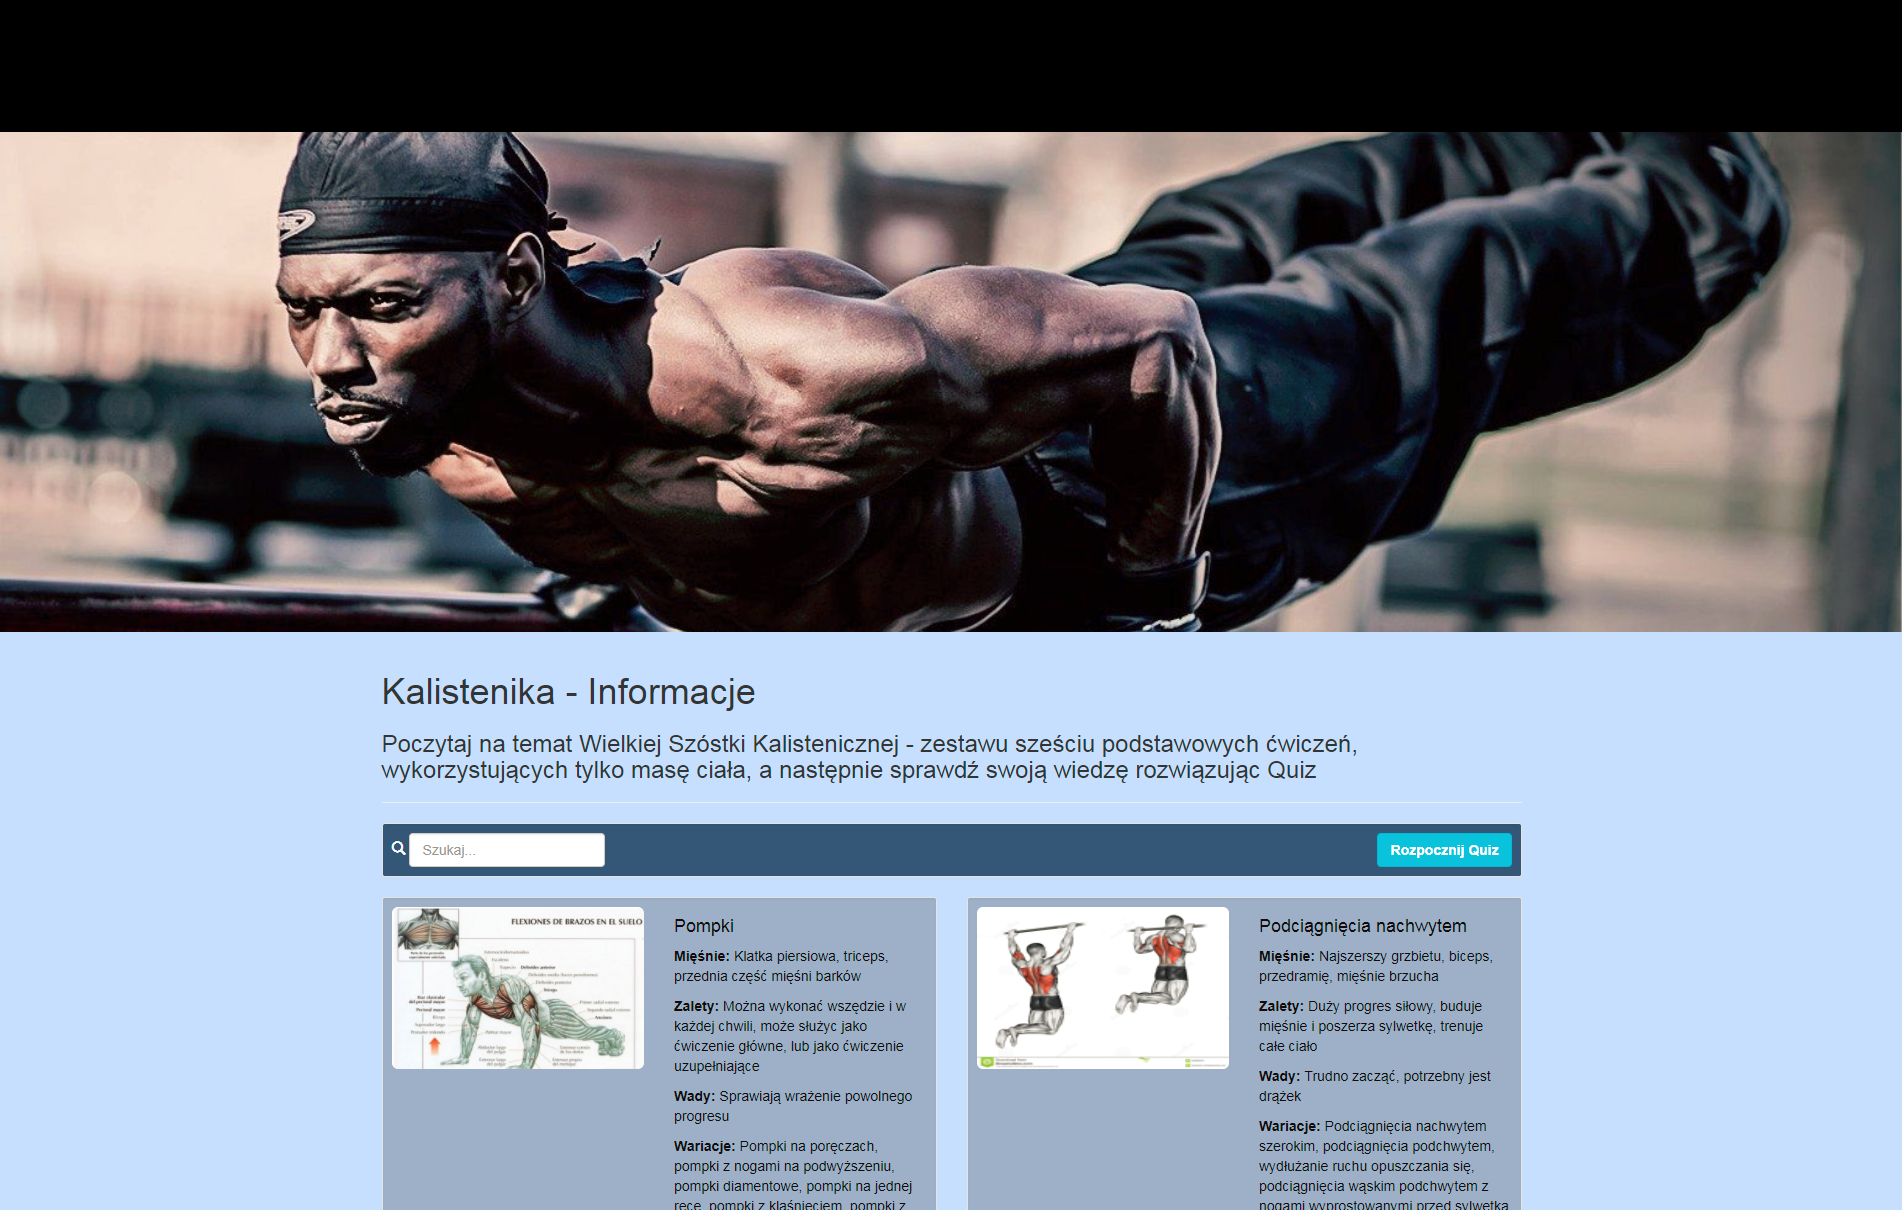 Kalistenika - Informacje
Poczytaj na temat Wielkiej Szóstki Kalistenicznej - zestawu sześciu podstawowych ćwiczeń,
wykorzystujących tylko masę ciała, a następnie sprawdź swoją wiedzę rozwiązując Quiz
Szukaj...
Rozpocznij Quiz
FLEXIONES DE BRAZOS EN EL SUELO
Pompki
Mięśnie: Klatka piersiowa, triceps,
przednia część mięśni barków
Zalety: Można wykonać wszędzie i w
każdej chwili, może służyc jako
ćwiczenie główne, lub jako ćwiczenie
uzupełniające
Wady: Sprawiają wrażenie powolnego
progresu
Wariacje: Pompki na poręczach,
pompki z nogami na podwyższeniu,
pompki diamentowe, pompki na jednej
ręce, pompki z klaśnięciem, pompki z
Podciągnięcia nachwytem
Mięśnie: Najszerszy grzbietu, biceps,
przedramię, mięśnie brzucha
Zalety: Duży progres siłowy, buduje
mięśnie i poszerza sylwetkę, trenuje
całe ciało
Wady: Trudno zacząć, potrzebny jest
drążek
Wariacje: Podciągnięcia nachwytem
szerokim, podciągnięcia podchwytem,
wydłużanie ruchu opuszczania się,
podciągnięcia wąskim podchwytem z
nogami wyprostowanymi przed sylwetką